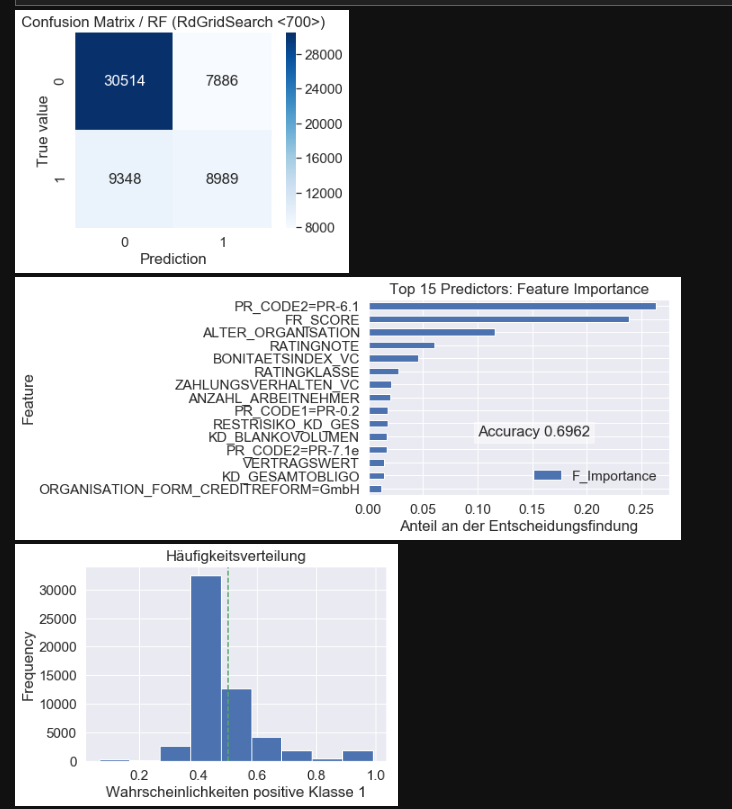 Confusion Matrix / RF (RdGridSearch <700>)
True value
0
1
30514 7886
9348 8989
28000
24000
20000
16000
12000
8000
0 1
Prediction
Top 15 Predictors: Feature Importance
Feature
PR_CODE2=PR-6.1
FR_SCORE
ALTER_ORGANISATION
RATINGNOTE
BONITAETSINDEX_VC
RATINGKLASSE
ZAHLUNGSVERHALTEN_VC
ANZAHL_ARBEITNEHMER
PR_CODE1=PR-0.2
RESTRISIKO_KD_GES
KD_BLANKOVOLUMEN
PR_CODE2=PR-7.1e
VERTRAGSWERT
KD_GESAMTOBLIGO
ORGANISATION_FORM_CREDITREFORM=GmbH
Accuracy 0.6962
F_Importance
0.00 0.05 0.10 0.15 0.20 0.25
Anteil an der Entscheidungsfindung
Häufigkeitsverteilung
Frequency
30000
25000
20000
15000
10000
5000
0
0.2 0.4 0.6 0.8 1.0
Wahrscheinlichkeiten positive Klasse 1